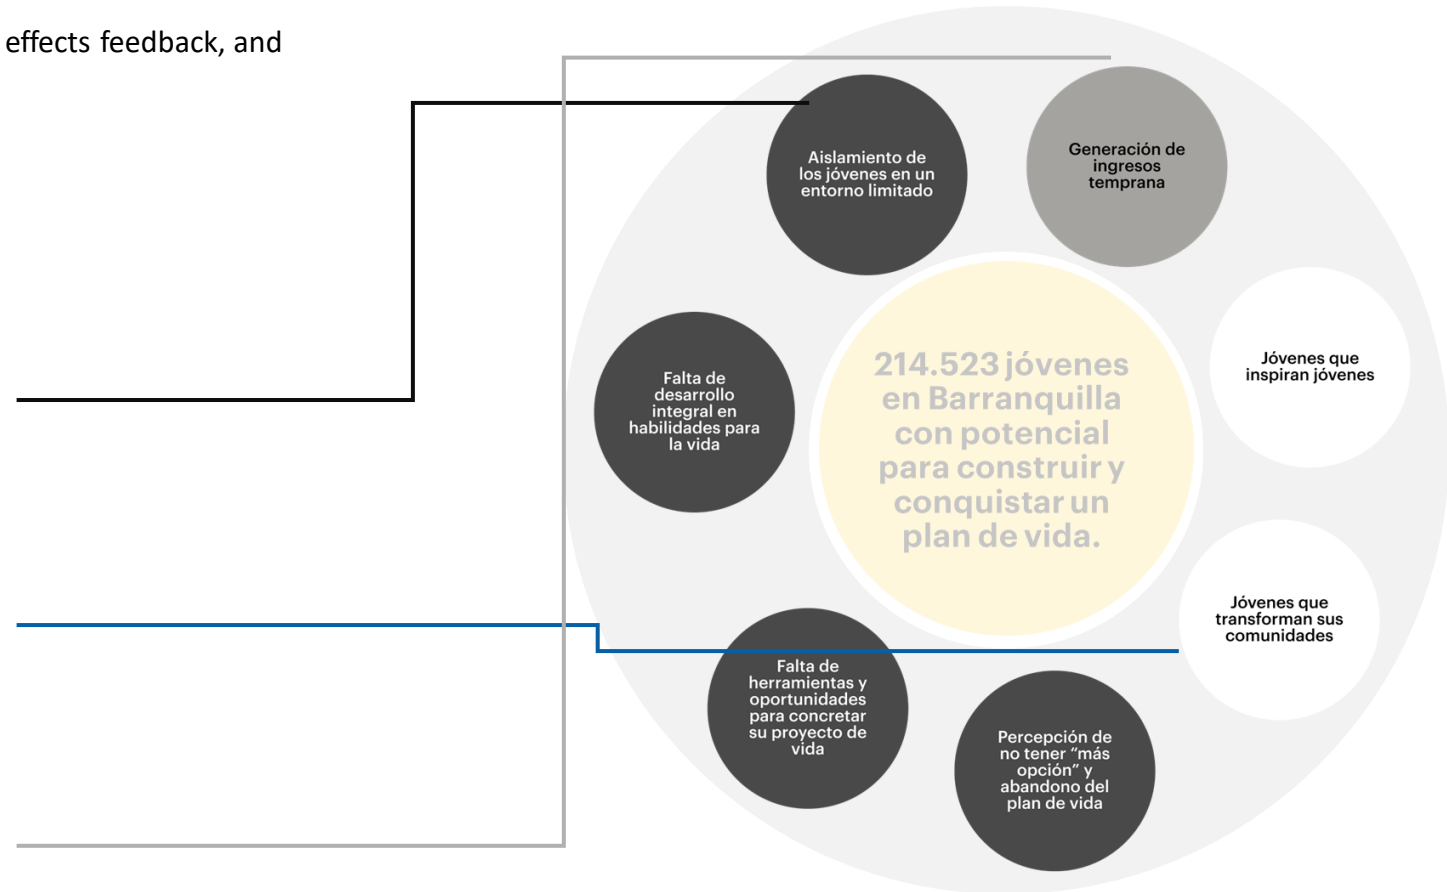 effects feedback, and
Aislamiento de
los jóvenes en un
entorno limitado
Generación de
ingresos
temprana
Jóvenes que
inspiran jóvenes
Falta de
desarrollo
integral en
habilidades para
la vida
214.523 jóvenes
en Barranquilla
con potencial
para construir y
conquistar un
plan de vida.
Jóvenes que
transforman sus
comunidades
Falta de
herramientas y
oportunidades
para concretar
su proyecto de
vida
Percepción de
no tener “más
opción” y
abandono del
plan de vida